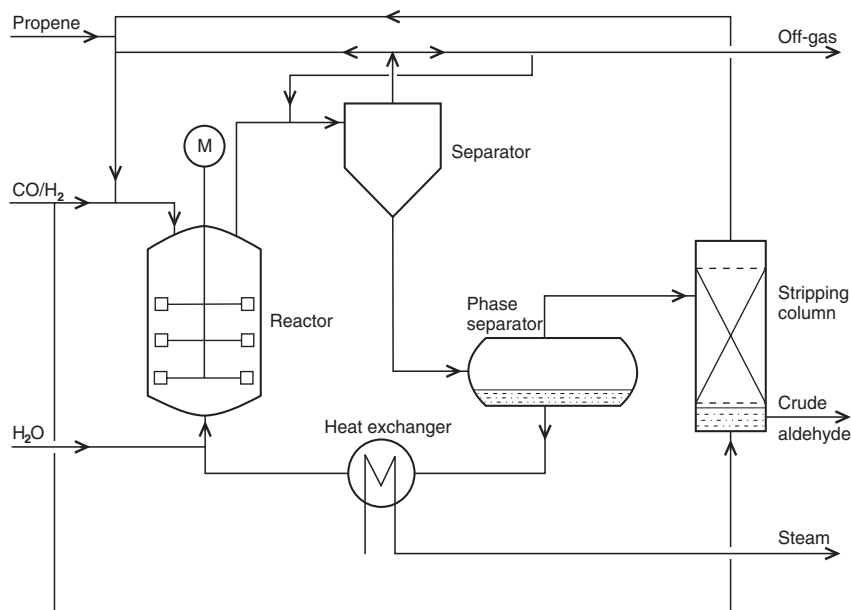 Propene
Off-gas
M
Separator
CO/H₂
Reactor
Phase
separator
Stripping
column
Crude
aldehyde
H₂O
Heat exchanger
Steam